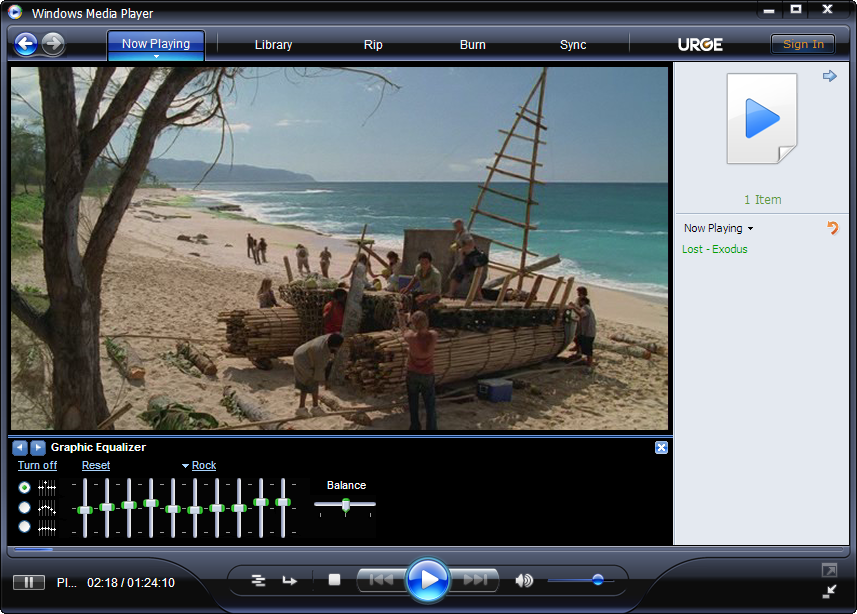 Windows Media Player
Now Playing
Library
Rip
Burn
Sync
URGE
Sign In
1 Item
Now Playing
Lost - Exodus
Graphic Equalizer
Turn off
Reset
Rock
Balance
Pl... 02:18 / 01:24:10